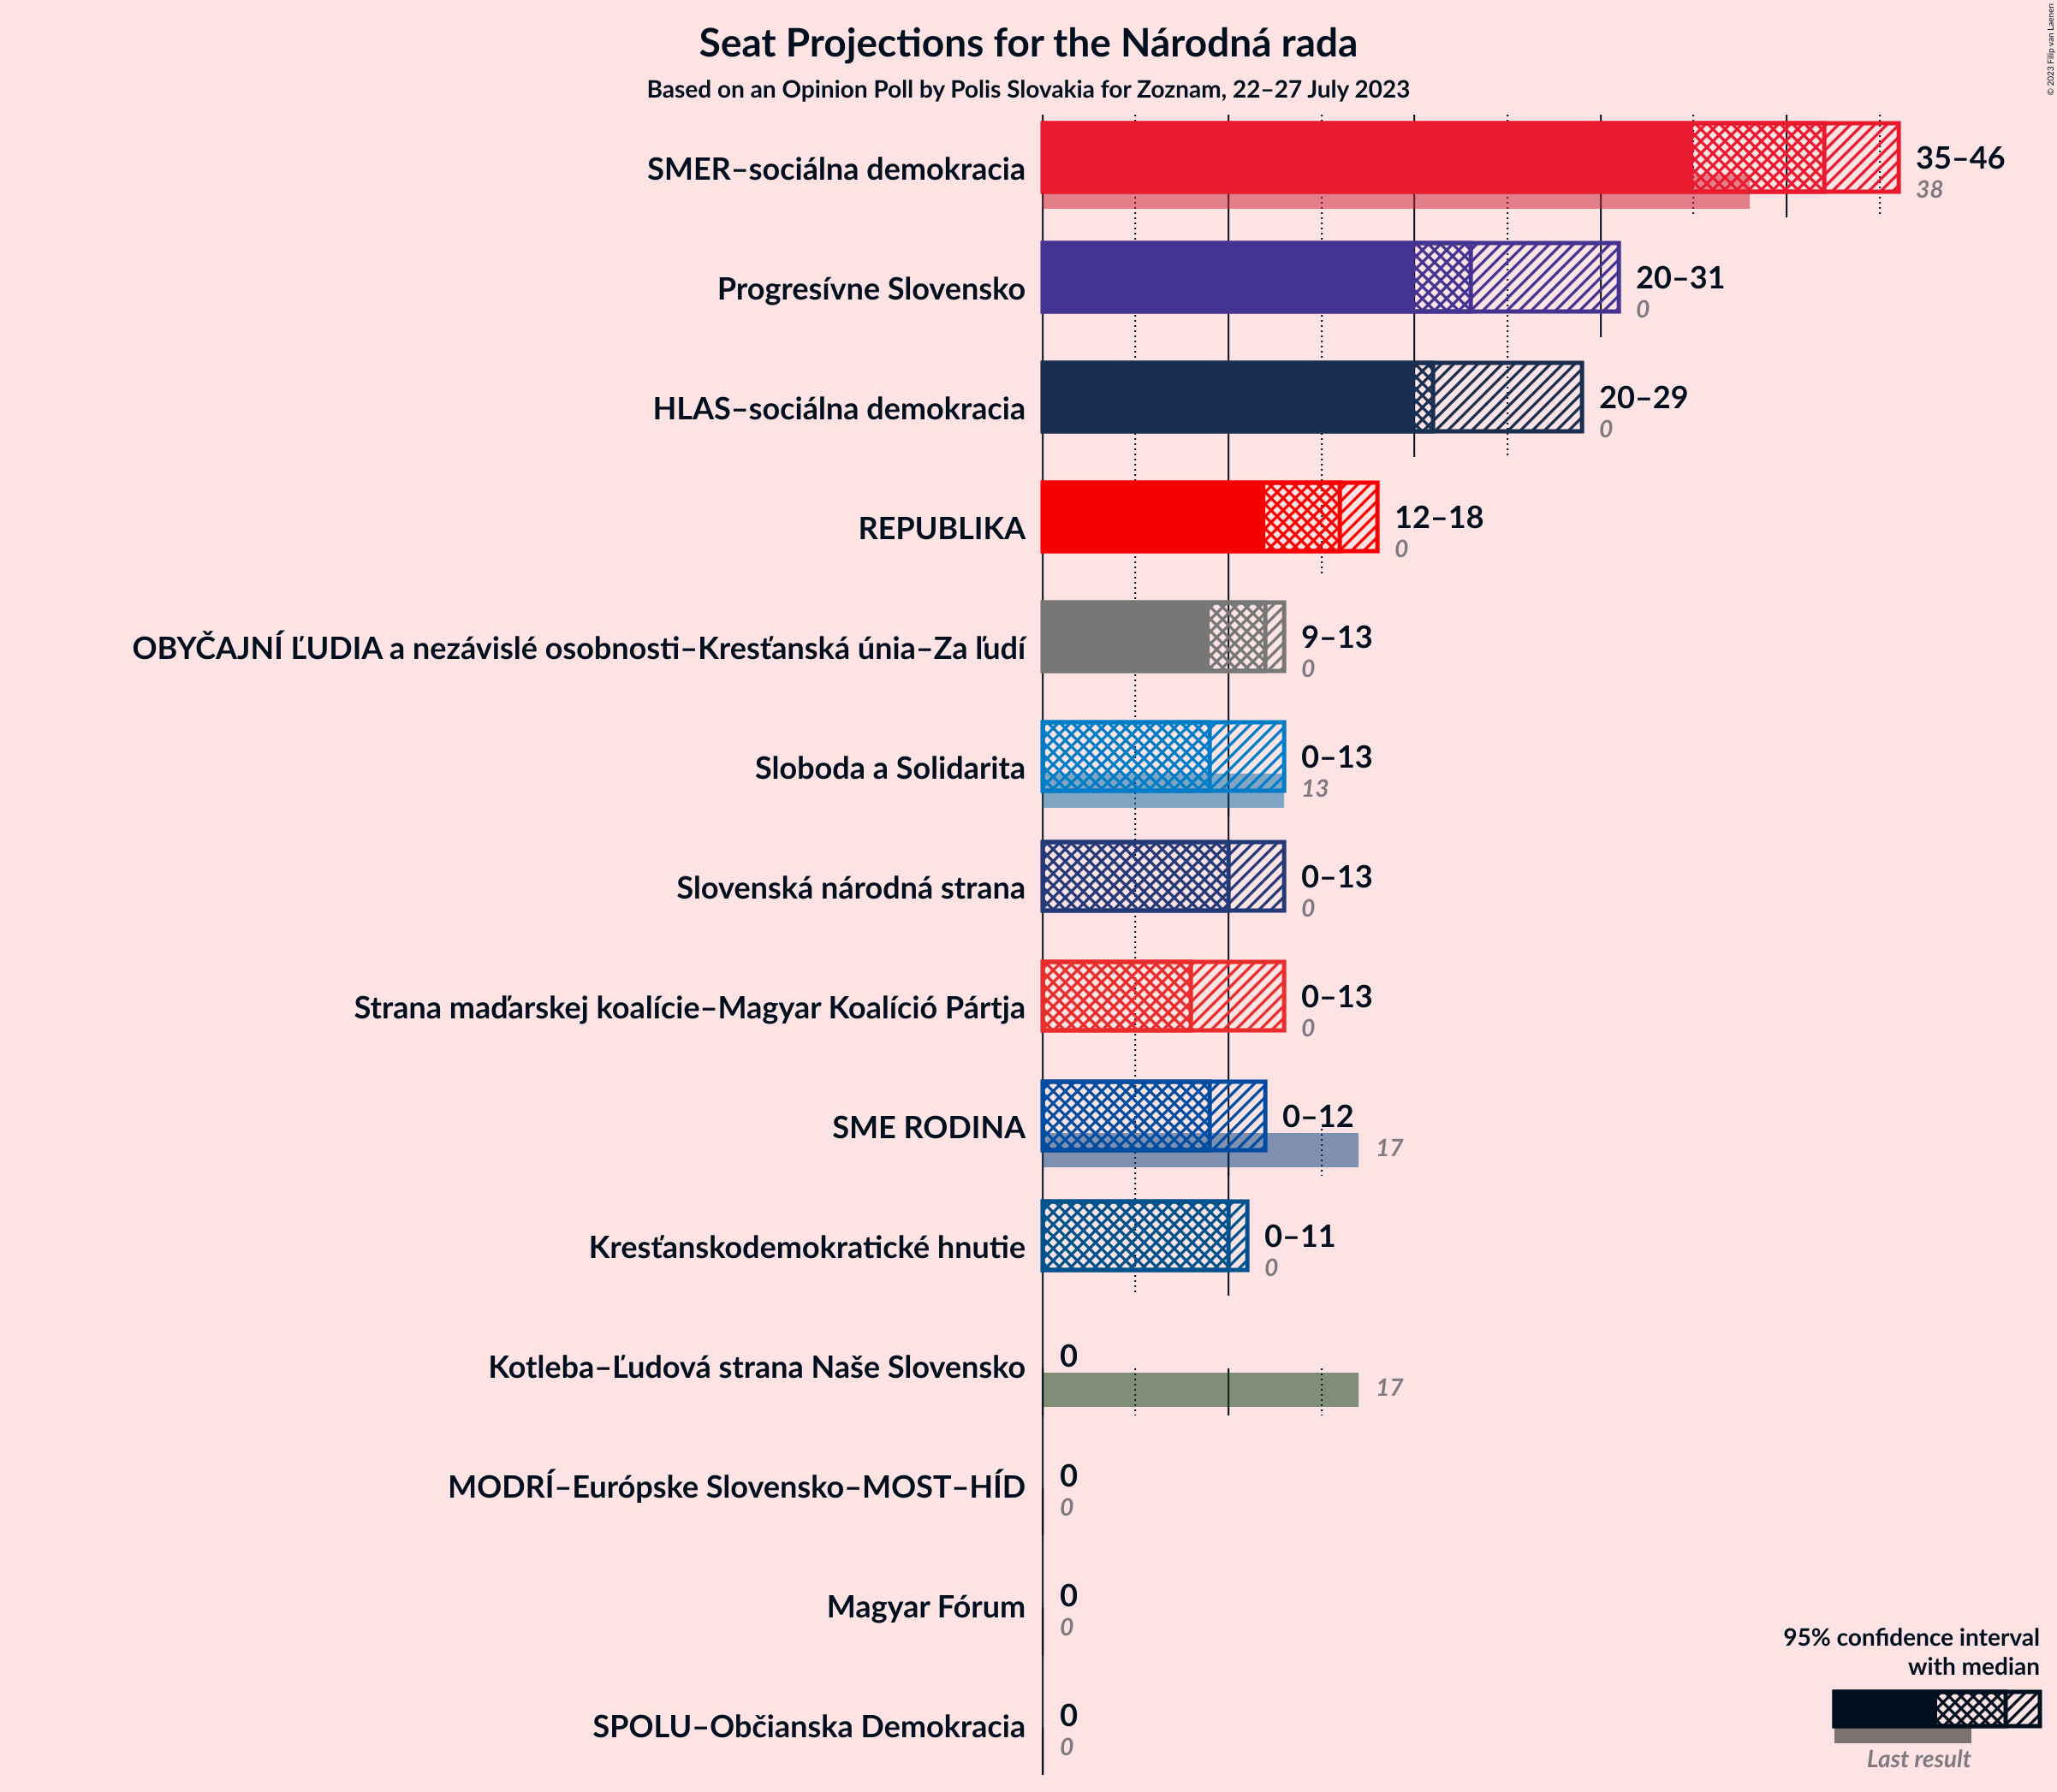 Seat Projections for the Národná rada
Based on an Opinion Poll by Polis Slovakia for Zoznam, 22–27 July 2023
© 2023 Filip van Laenen
SMER–sociálna demokracia
35–46
38
Progresívne Slovensko
20–31
0
HLAS–sociálna demokracia
20–29
0
REPUBLIKA
12–18
0
OBYČAJNÍ ĽUDIA a nezávislé osobnosti–Kresťanská únia–Za ľudí
9–13
0
Sloboda a Solidarita
0–13
13
Slovenská národná strana
0–13
0
Strana maďarskej koalície–Magyar Koalíció Pártja
0–13
0
SME RODINA
0–12
17
Kresťanskodemokratické hnutie
0–11
0
Kotleba–Ľudová strana Naše Slovensko
0
17
MODRÍ–Európske Slovensko–MOST–HÍD
0
0
Magyar Fórum
0
0
SPOLU–Občianska Demokracia
0
0
95% confidence interval
with median
Last result